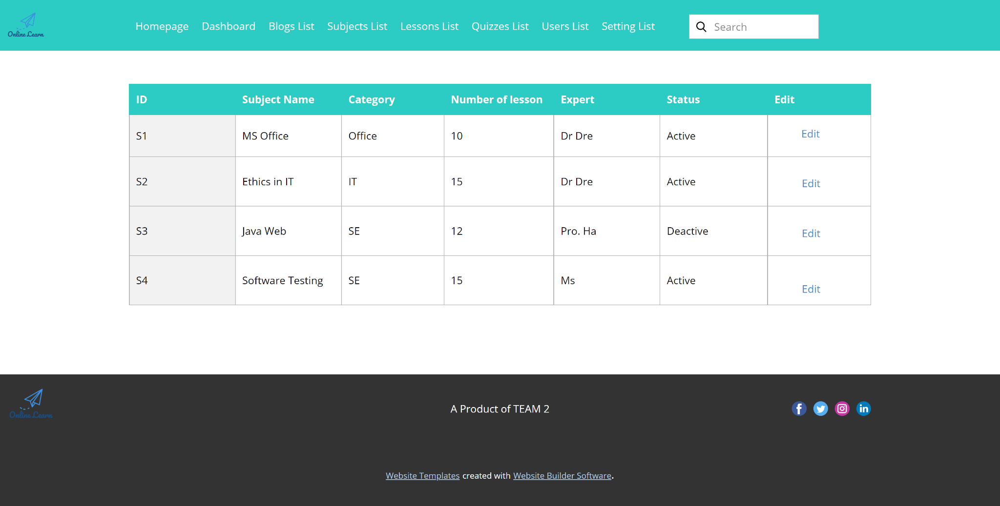 Online Learn
Homepage Dashboard Blogs List Subjects List Lessons List Quizzes List Users List Setting List Search
ID Subject Name Category Number of lesson Expert Status Edit
S1 MS Office Office 10 Dr Dre Active Edit
S2 Ethics in IT IT 15 Dr Dre Active Edit
S3 Java Web SE 12 Pro. Ha Deactive Edit
S4 Software Testing SE 15 Ms Active Edit
Online Learn
A Product of TEAM 2
Website Templates created with Website Builder Software.